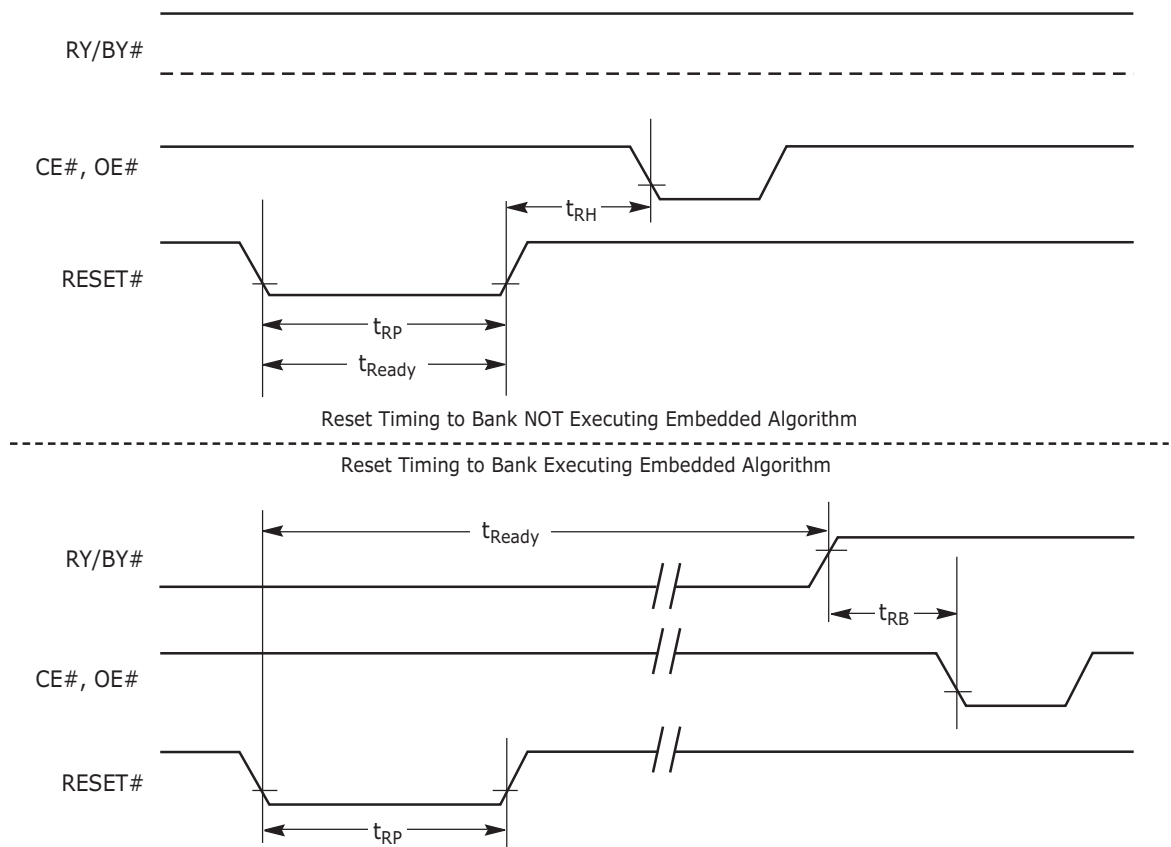 RY/BY#
CE#, OE#
tRH
RESET#
tRP
tReady
Reset Timing to Bank NOT Executing Embedded Algorithm
Reset Timing to Bank Executing Embedded Algorithm
tReady
RY/BY#
tRB
CE#, OE#
RESET#
tRP